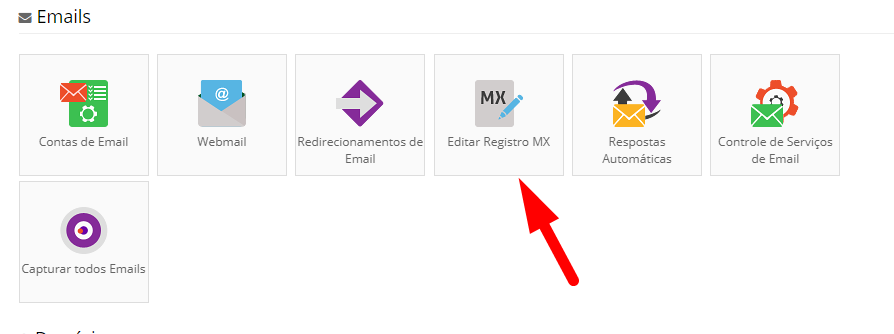 Emails
@
MX
Contas de Email
Webmail
Redirecionamentos de
Email
Editar Registro MX
Respostas
Automáticas
Controle de Serviços
de Email
Capturar todos Emails